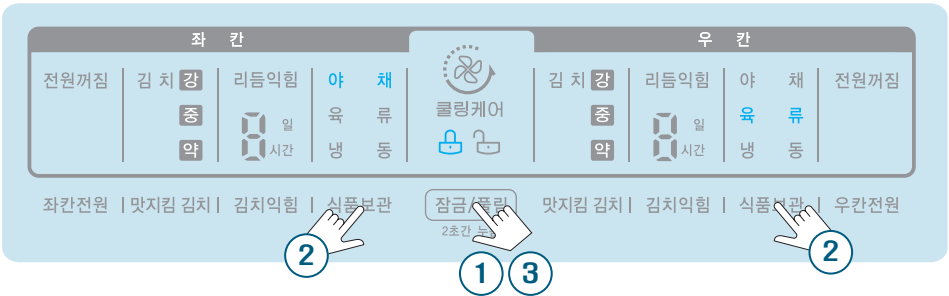 좌 칸
우 칸
전원꺼짐 김 치 강 리듬익힘 야 채
중 일 육 류
약 시간 냉 동
쿨링케어
김 치 강 리듬익힘 야 채 전원꺼짐
중 일 육 류
약 시간 냉 동
좌칸전원 | 맛지킴 김치 | 김치익힘 | 식품보관
잠금/풀림
2초간 누름
맛지킴 김치 | 김치익힘 | 식품보관 | 우칸전원
2
1 3
2